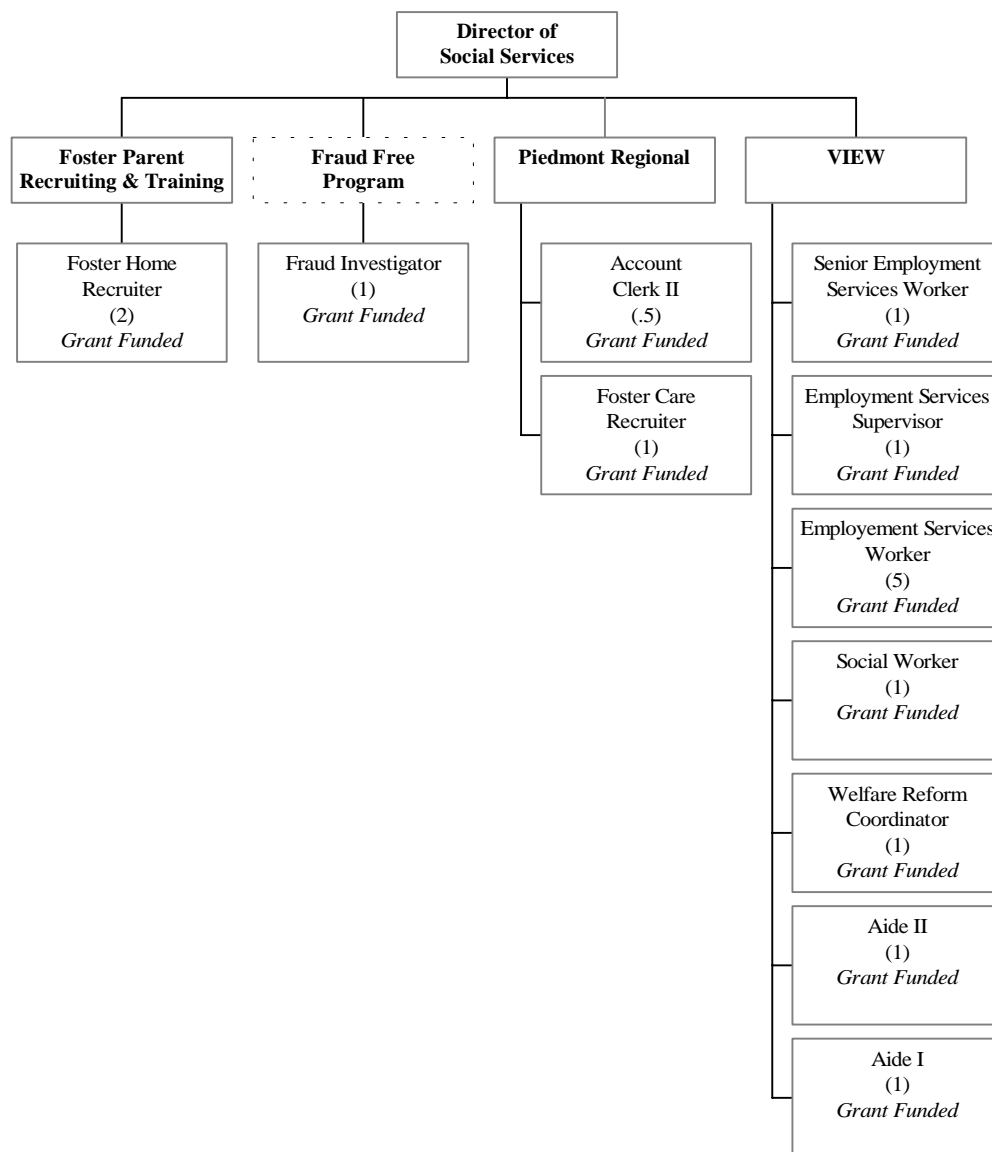 Director of
Social Services
Foster Parent
Recruiting & Training
Fraud Free
Program
Piedmont Regional
VIEW
Foster Home
Recruiter
(2)
Grant Funded
Fraud Investigator
(1)
Grant Funded
Account
Clerk II
(.5)
Grant Funded
Foster Care
Recruiter
(1)
Grant Funded
Senior Employment
Services Worker
(1)
Grant Funded
Employment Services
Supervisor
(1)
Grant Funded
Employement Services
Worker
(5)
Grant Funded
Social Worker
(1)
Grant Funded
Welfare Reform
Coordinator
(1)
Grant Funded
Aide II
(1)
Grant Funded
Aide I
(1)
Grant Funded